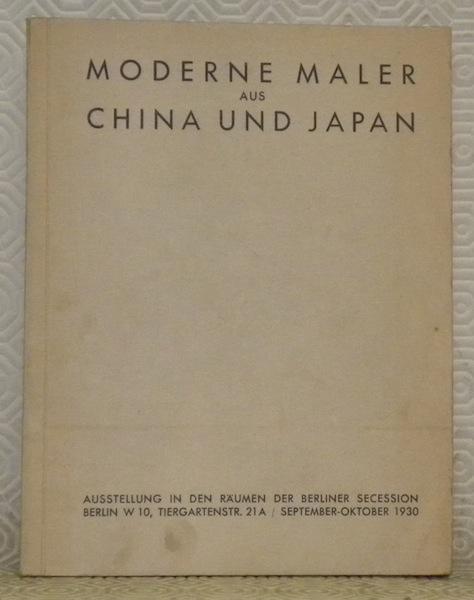 MODERNE MALER
AUS
CHINA UND JAPAN
AUSSTELLUNG IN DEN RÄUMEN DER BERLINER SECESSION
BERLIN W 10, TIERGARTENSTR. 21A / SEPTEMBER-OKTOBER 1930